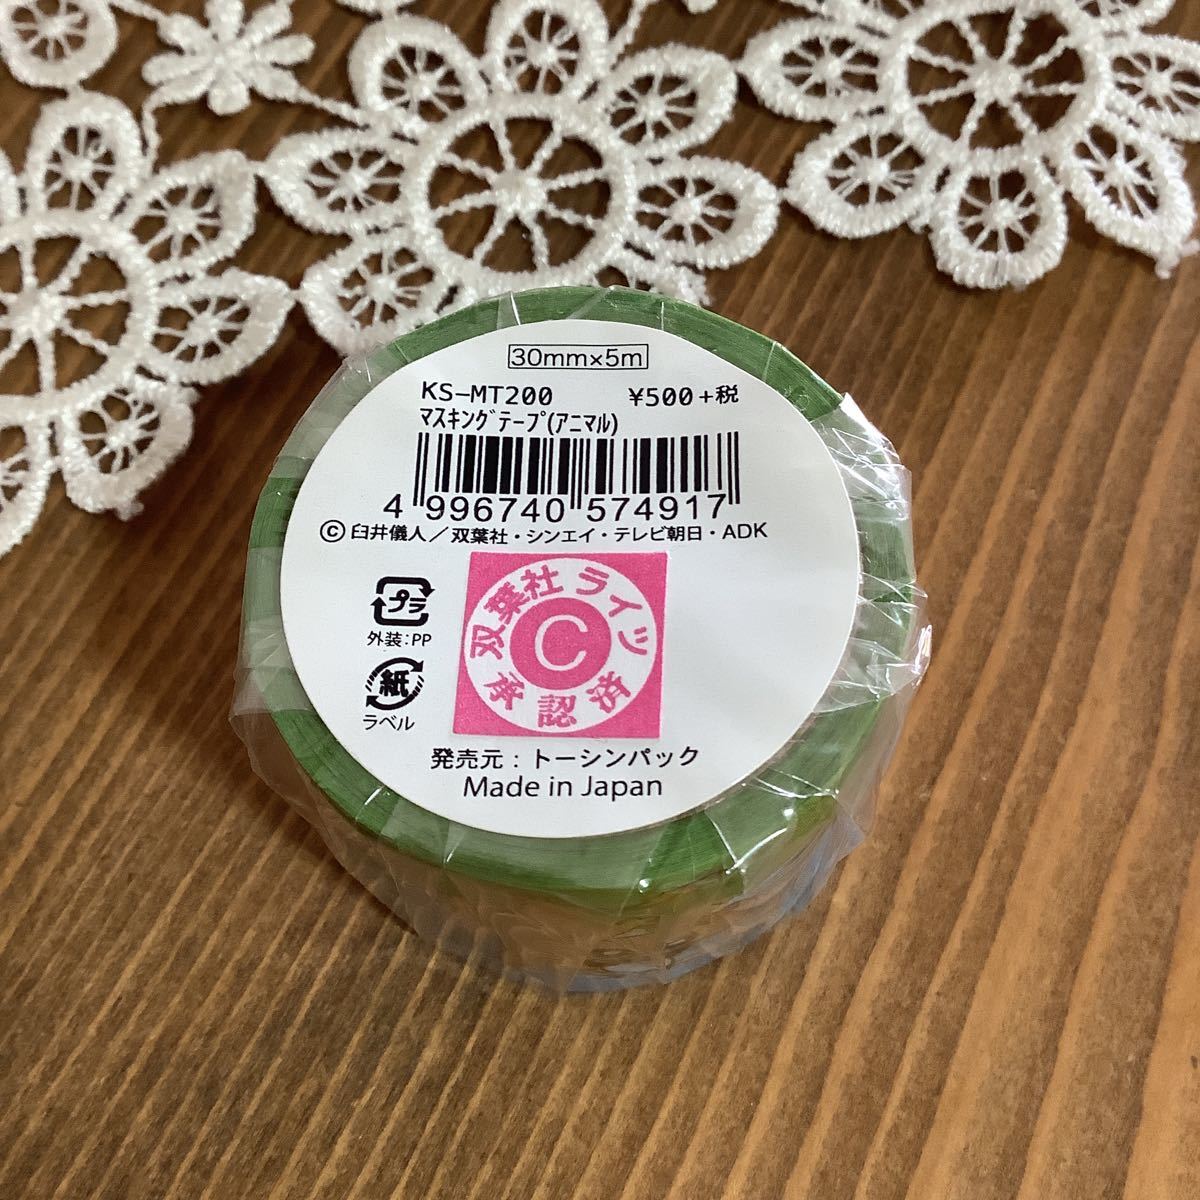 30mm×5m
KS-MT200 ¥500+税
ﾏｽｷﾝｸﾞﾃｰﾌﾟ(ｱﾆﾏﾙ)
4 996740 574917
©臼井儀人／双葉社・シンエイ・テレビ朝日・ADK
プラ
外装：PP
紙
ラベル
双葉社 ライツ
C
承認済
発売元：トーシンパック
Made in Japan